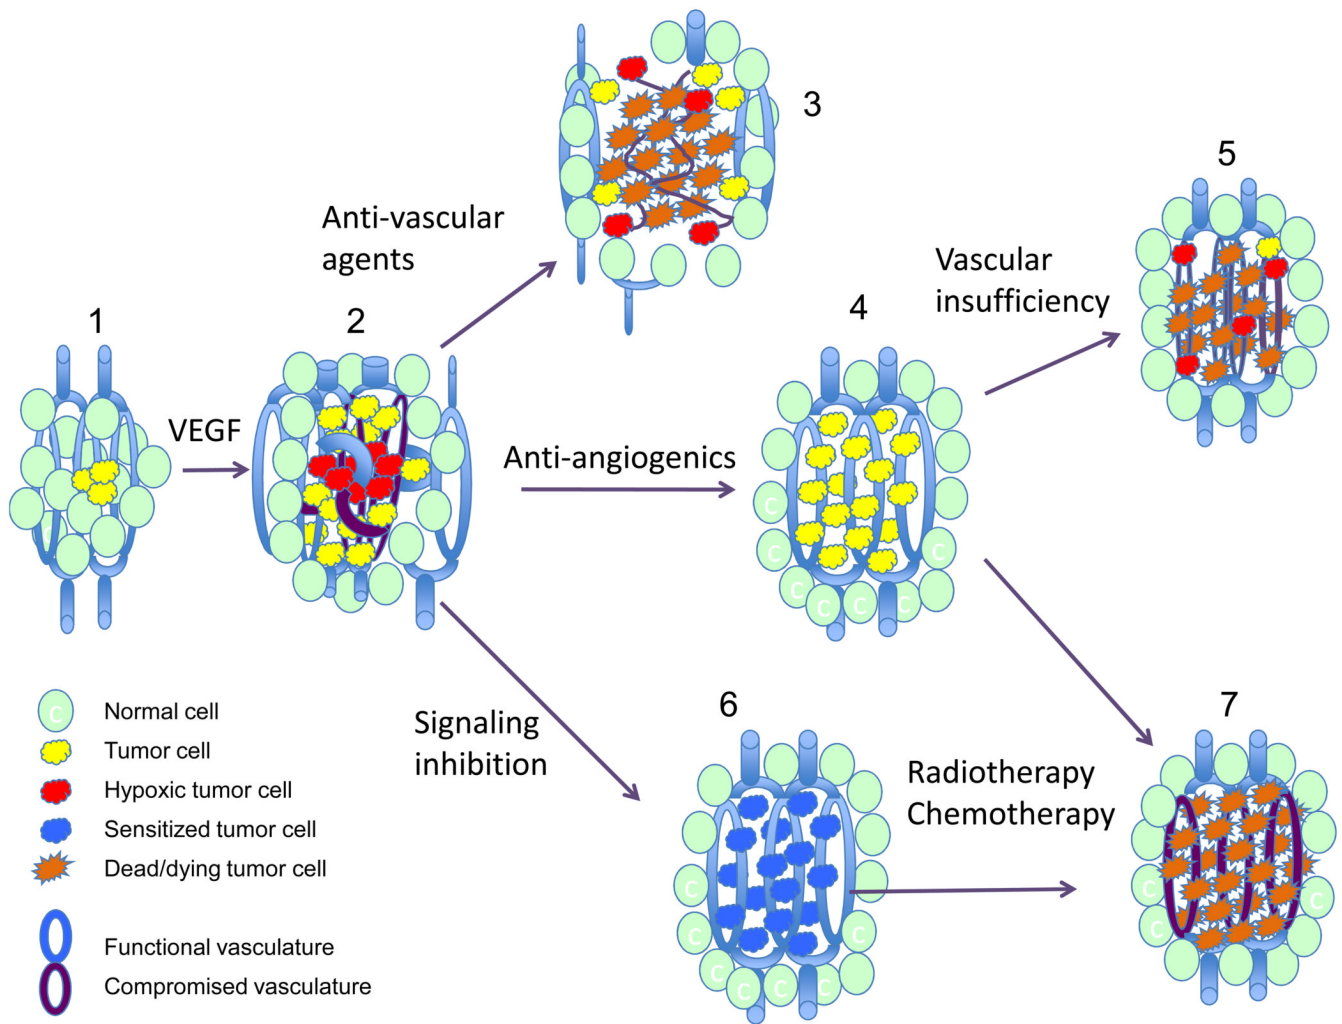 3
5
Anti-vascular
agents
Vascular
insufficiency
1
2
4
VEGF
Anti-angiogenics
C
C
C
C
C
C
C
C
6
7
Signaling
inhibition
Radiotherapy
Chemotherapy
C
C
C
C
C
C
C
C
C
C
C
C Normal cell
Tumor cell
Hypoxic tumor cell
Sensitized tumor cell
Dead/dying tumor cell
Functional vasculature
Compromised vasculature